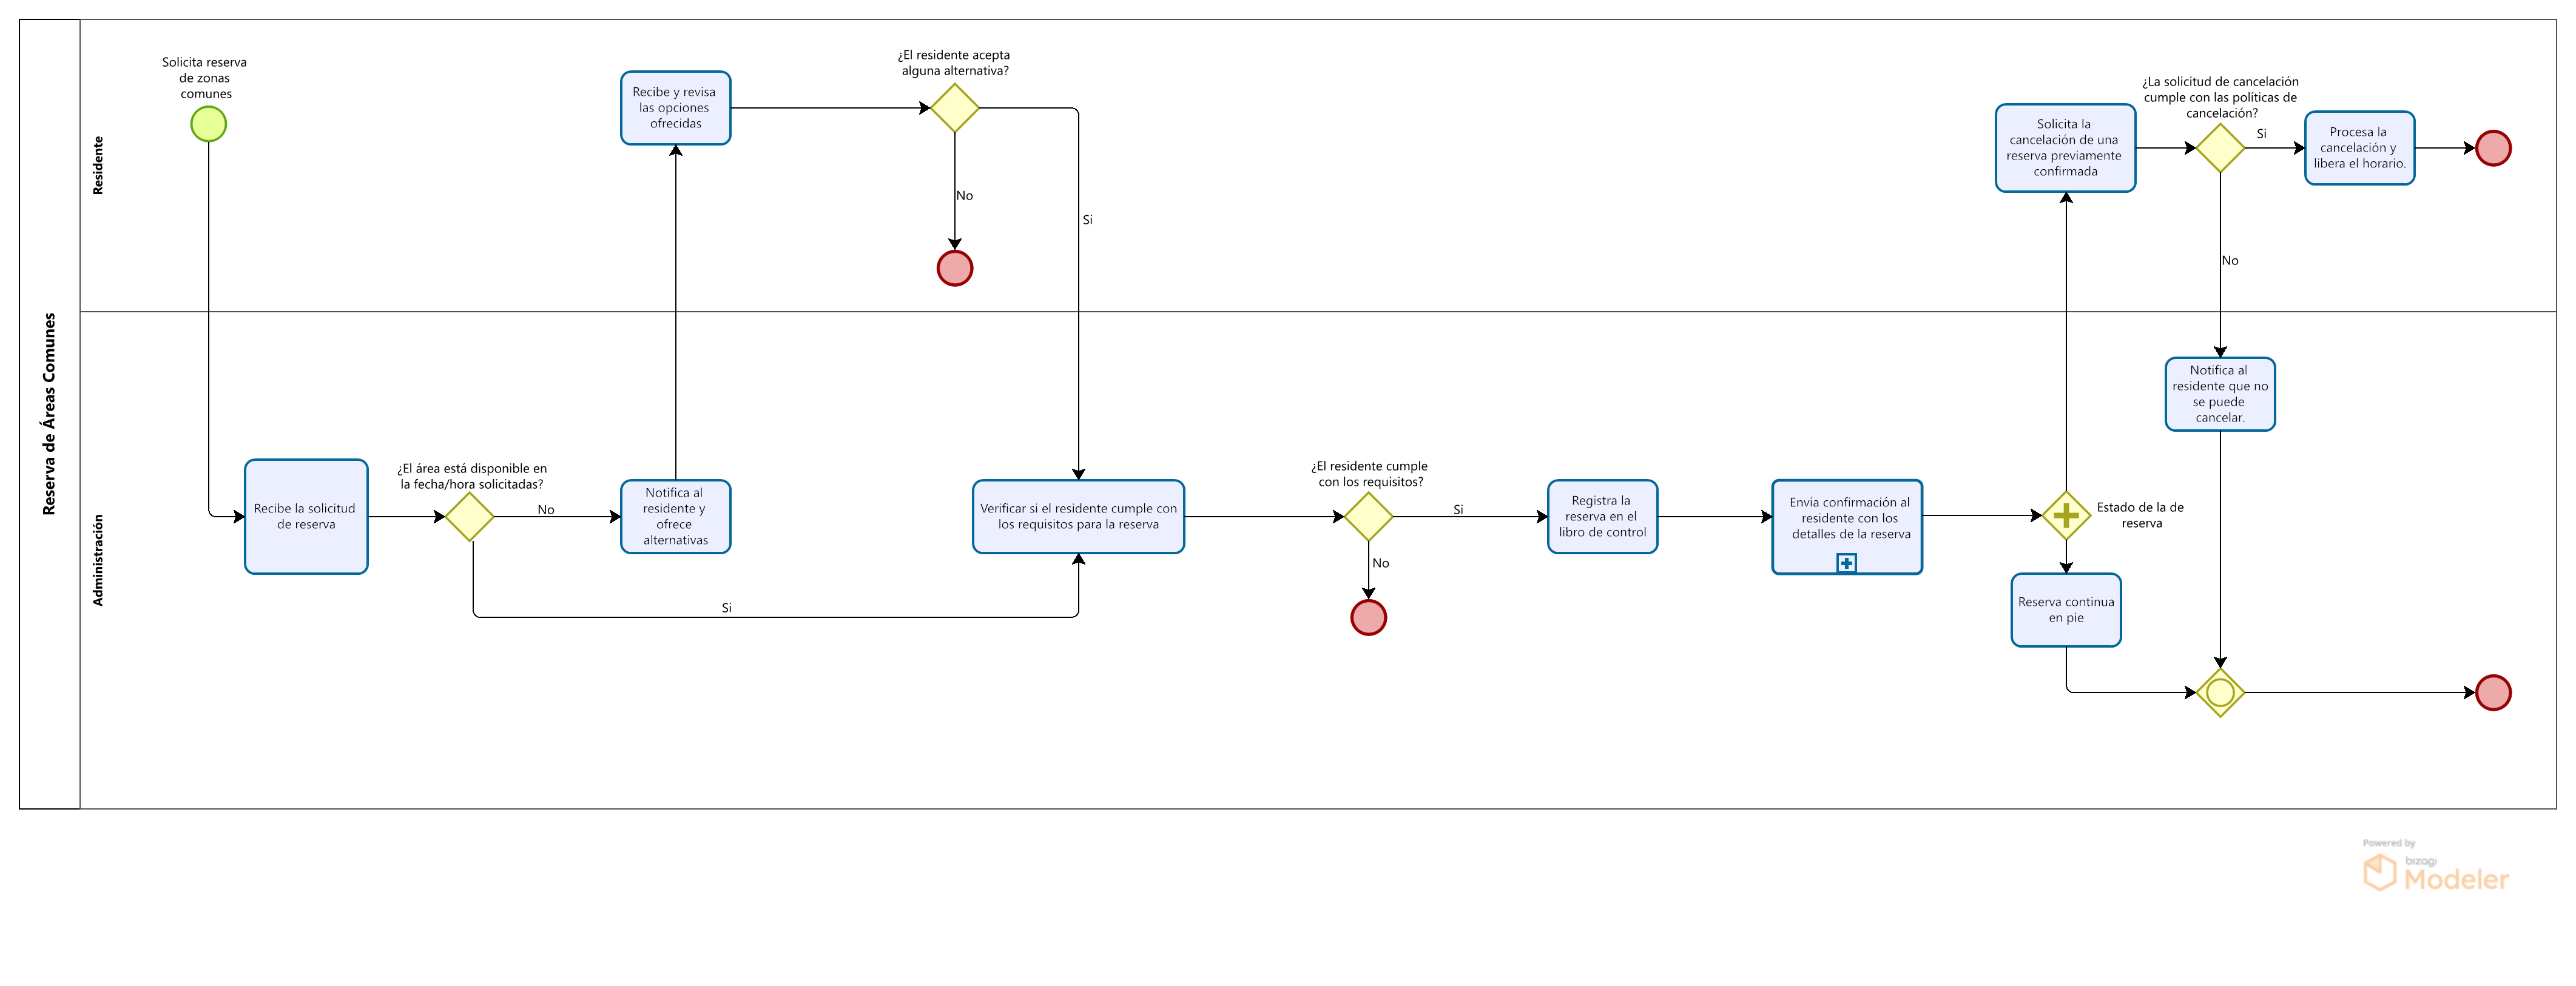 Reserva de Áreas Comunes
Residente
Solicita reserva
de zonas
comunes
Recibe y revisa
las opciones
ofrecidas
¿El residente acepta
alguna alternativa?
No
Si
Solicita la
cancelación de una
reserva previamente
confirmada
¿La solicitud de cancelación
cumple con las políticas de
cancelación?
Si
Procesa la
cancelación y
libera el horario.
No
Administración
Recibe la solicitud
de reserva
¿El área está disponible en
la fecha/hora solicitadas?
No
Si
Notifica al
residente y
ofrece
alternativas
Verificar si el residente cumple con
los requisitos para la reserva
¿El residente cumple
con los requisitos?
Si
No
Registra la
reserva en el
libro de control
Envía confirmación al
residente con los
detalles de la reserva
Estado de la de
reserva
Reserva continua
en pie
Notifica al
residente que no
se puede
cancelar.
Powered by
bizagi
Modeler